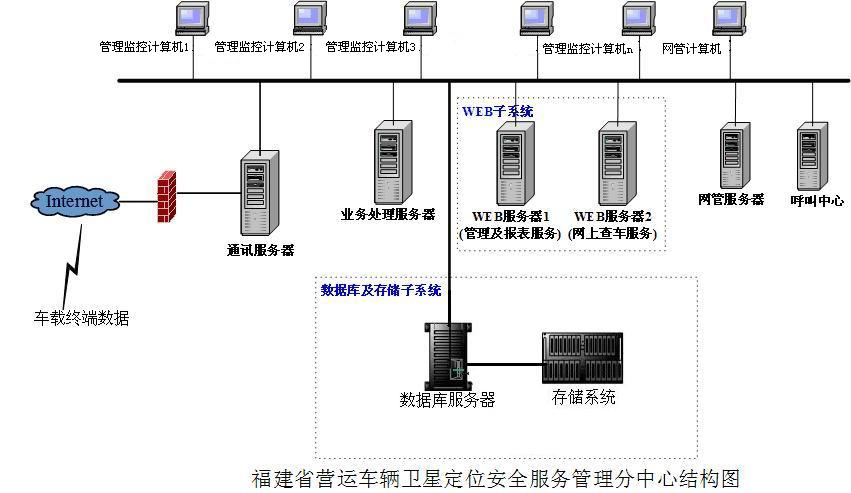 管理监控计算机1
管理监控计算机2
管理监控计算机3
管理监控计算机n
网管计算机
WEB子系统
Internet
通讯服务器
业务处理服务器
WEB服务器1
(管理及报表服务)
WEB服务器2
(网上查车服务)
网管服务器
呼叫中心
车载终端数据
数据库及存储子系统
数据库服务器
存储系统
福建省营运车辆卫星定位安全服务管理分中心结构图